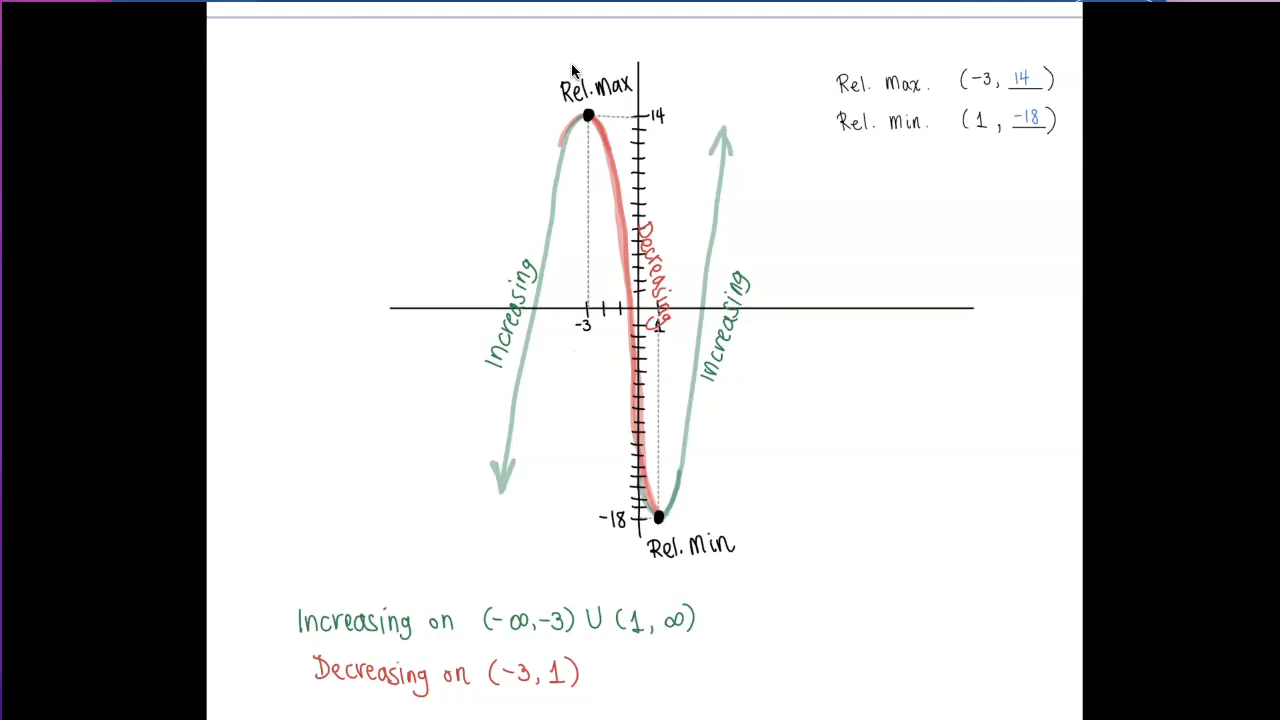 Rel. Max
Rel. Max. (-3, 14)
Rel. Min. (1, -18)
14
Decreasing
Increasing
Increasing
-3
1
-18
Rel. Min
Increasing on (-∞, -3) ∪ (1, ∞)
Decreasing on (-3, 1)